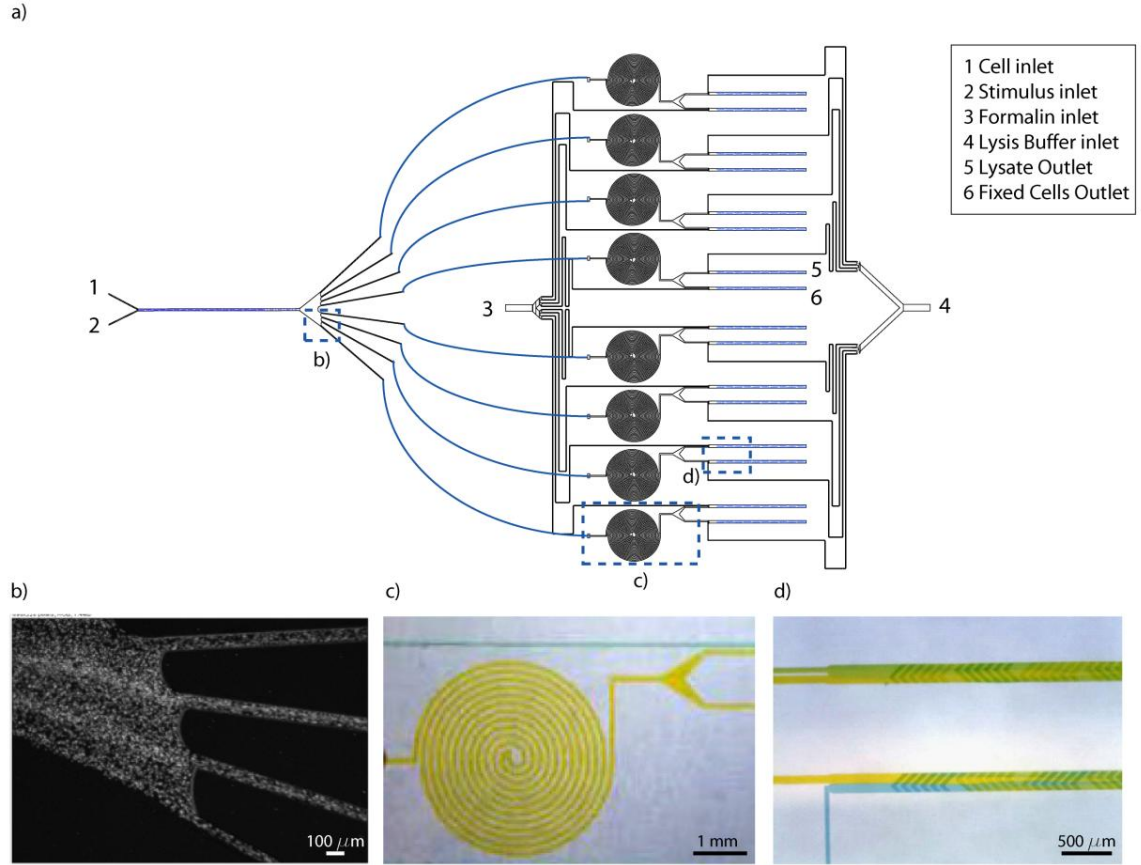 a)
1 Cell inlet
2 Stimulus inlet
3 Formalin inlet
4 Lysis Buffer inlet
5 Lysate Outlet
6 Fixed Cells Outlet
1
2
b)
3
5
6
4
d)
c)
b)
c)
d)
100 μm
1 mm
500 μm